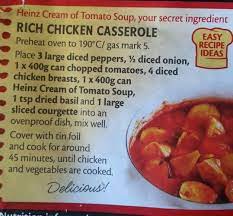 Heinz Cream of Tomato Soup, your secret ingredient
RICH CHICKEN CASSEROLE
Preheat oven to 190°C/ gas mark 5.
EASY
RECIPE
IDEAS
Place 3 large diced peppers, ½ diced onion,
1 x 400g can chopped tomatoes, 4 diced
chicken breasts, 1 x 400g can
Heinz Cream of Tomato Soup,
1 tsp dried basil and 1 large
sliced courgette into an
ovenproof dish, mix well.
Cover with tin foil
and cook for around
45 minutes, until chicken
and vegetables are cooked.
Delicious!
Nutrition